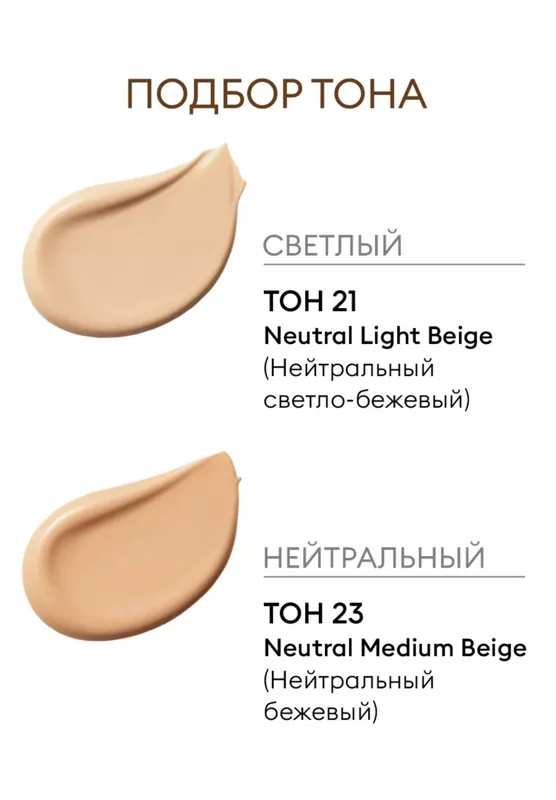 ПОДБОР ТОНА
СВЕТЛЫЙ
ТОН 21
Neutral Light Beige
(Нейтральный
светло-бежевый)
НЕЙТРАЛЬНЫЙ
ТОН 23
Neutral Medium Beige
(Нейтральный
бежевый)